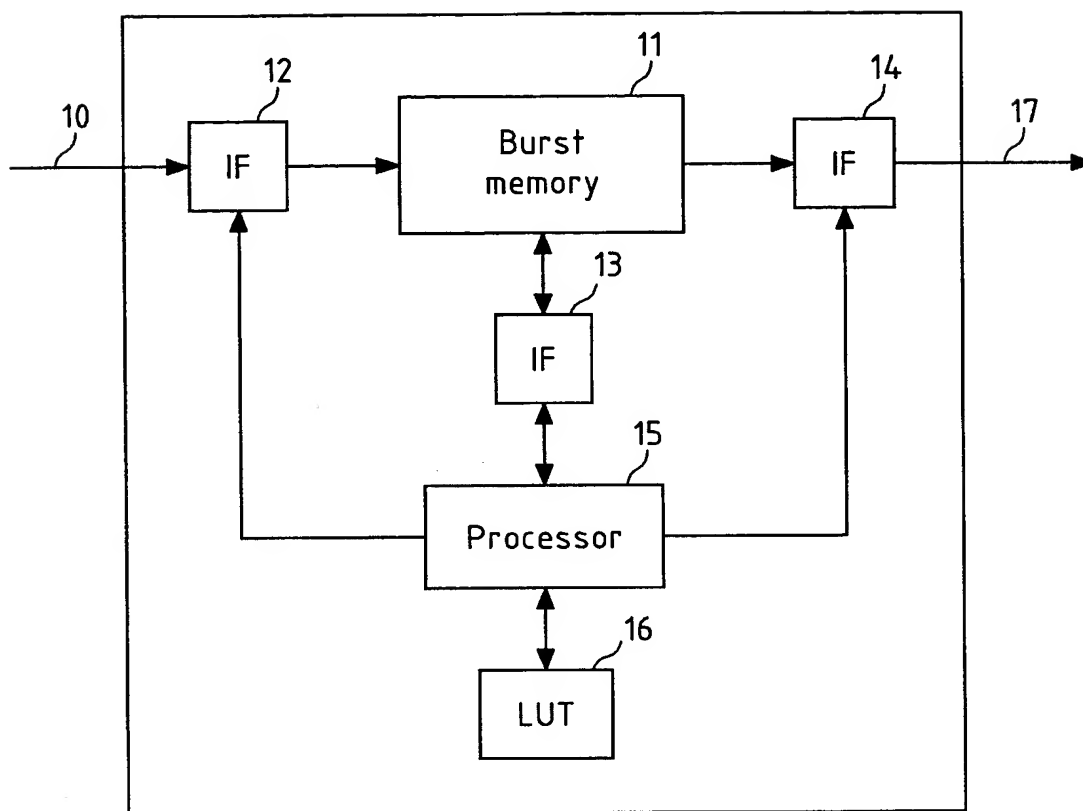 11
12
14
10
17
IF
Burst
memory
IF
13
IF
15
Processor
16
LUT